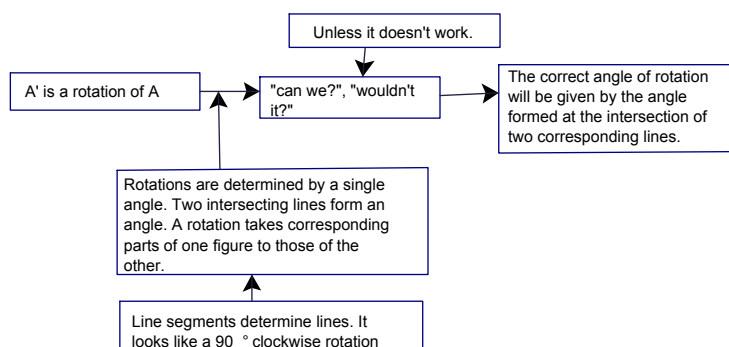 Unless it doesn't work.
A' is a rotation of A
"can we?", "wouldn't
it?"
The correct angle of rotation
will be given by the angle
formed at the intersection of
two corresponding lines.
Rotations are determined by a single
angle. Two intersecting lines form an
angle. A rotation takes corresponding
parts of one figure to those of the
other.
Line segments determine lines. It
looks like a 90 ° clockwise rotation